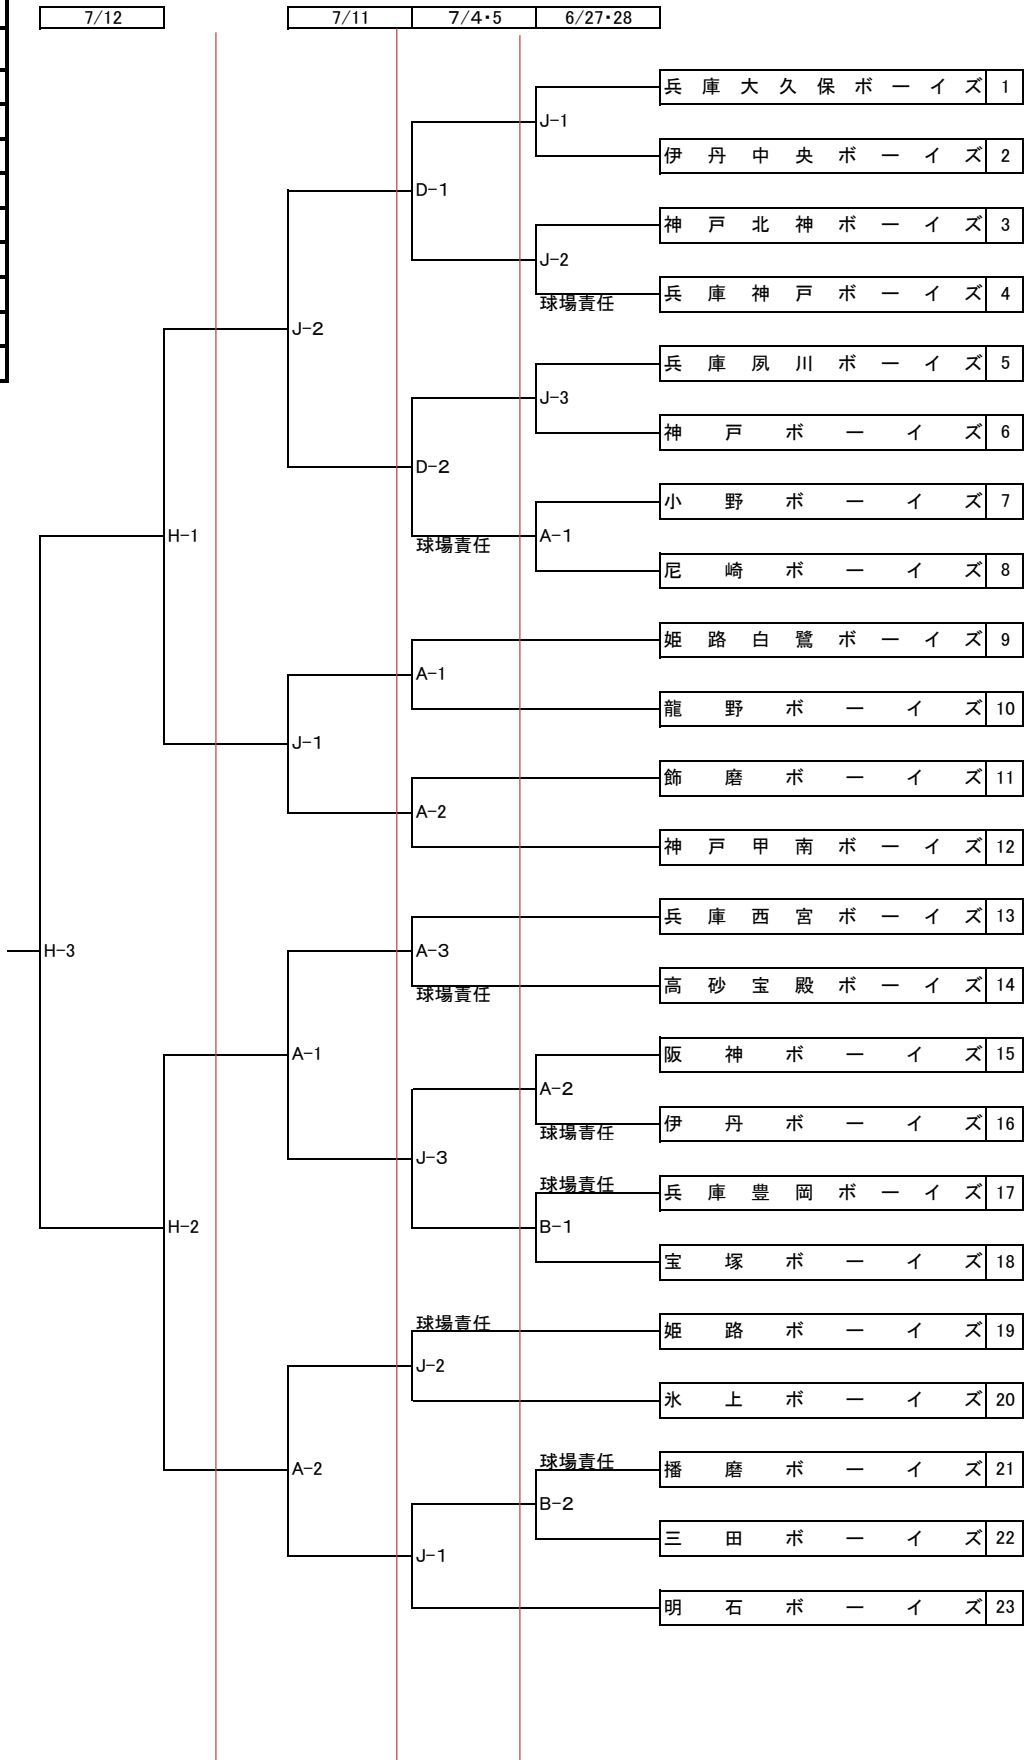 7/12 7/11 7/4・5 6/27・28
兵庫大久保ボーイズ 1
J-1
伊丹中央ボーイズ 2
D-1
神戸北神ボーイズ 3
J-2
兵庫神戸ボーイズ 4
球場責任
J-2
兵庫夙川ボーイズ 5
J-3
神戸ボーイズ 6
D-2
小野ボーイズ 7
H-1
A-1
球場責任
尼崎ボーイズ 8
姫路白鷺ボーイズ 9
A-1
龍野ボーイズ 10
J-1
飾磨ボーイズ 11
A-2
神戸甲南ボーイズ 12
兵庫西宮ボーイズ 13
H-3
A-3
高砂宝殿ボーイズ 14
球場責任
A-1
阪神ボーイズ 15
A-2
伊丹ボーイズ 16
球場責任
J-3
球場責任
兵庫豊岡ボーイズ 17
H-2
B-1
宝塚ボーイズ 18
球場責任
姫路ボーイズ 19
J-2
氷上ボーイズ 20
球場責任
A-2
播磨ボーイズ 21
B-2
三田ボーイズ 22
J-1
明石ボーイズ 23